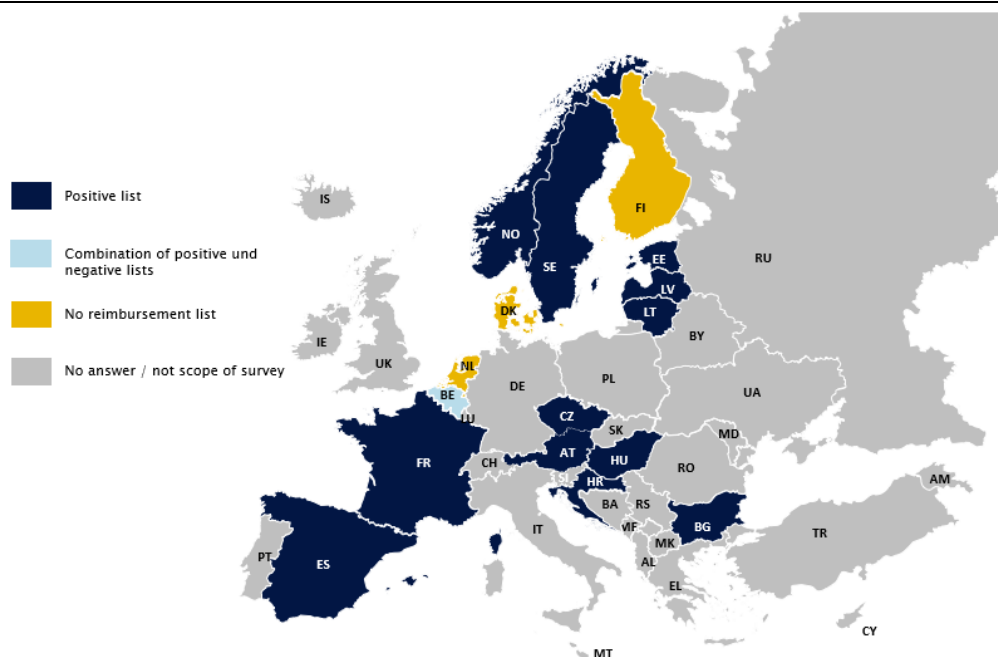 Positive list
Combination of positive und
negative lists
No reimbursement list
No answer / not scope of survey
IS
FI
NO
SE
EE
RU
LV
LT
DK
BY
IE
UK
NL
BE
DE
PL
UA
LU
CZ
SK
MD
FR
CH
AT
HU
RO
SI
HR
BA
RS
AM
IT
BG
TR
MK
PT
ES
AL
EL
CY
MT